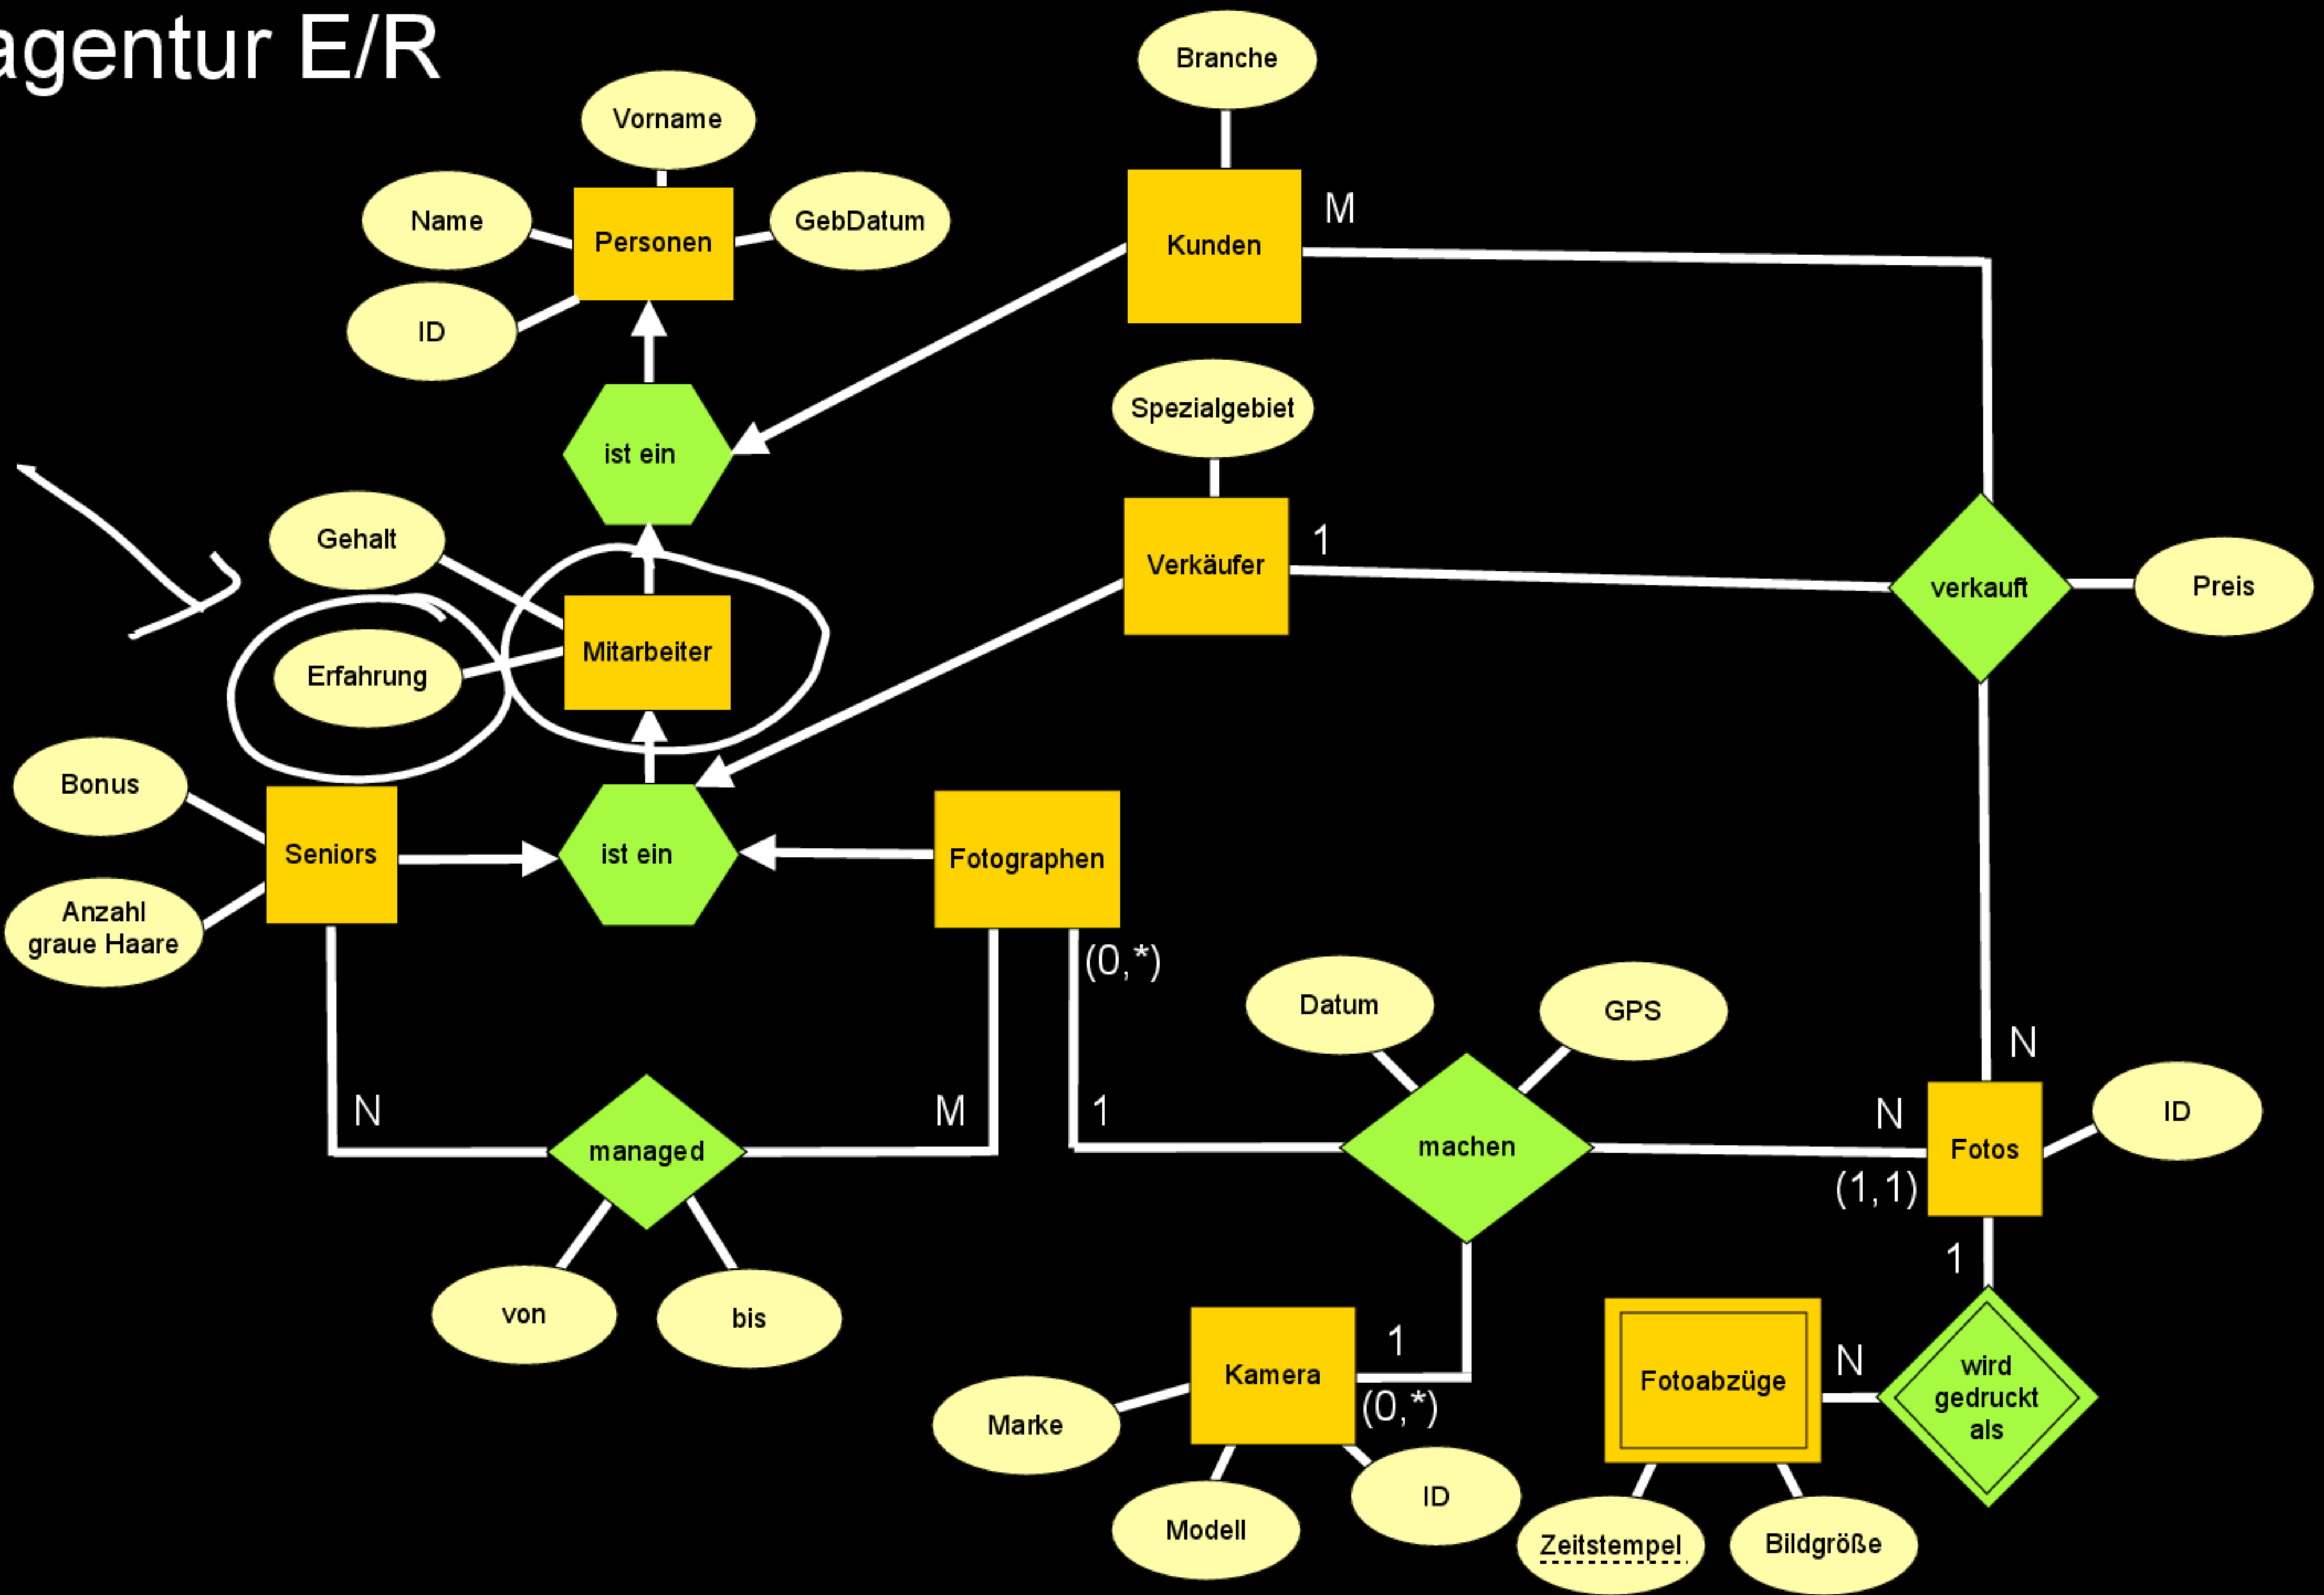 agentur E/R
Branche
Vorname
Name
Personen
GebDatum
ID
Kunden
M
ist ein
Spezialgebiet
Verkäufer
1
verkauft
Preis
Gehalt
Erfahrung
Mitarbeiter
Bonus
Seniors
Anzahl
graue Haare
ist ein
Fotographen
(0,*)
Datum
GPS
N
managed
M
1
machen
N
(1,1)
N
Fotos
ID
1
von
bis
Kamera
1
(0,*)
Marke
Modell
ID
Fotoabzüge
N
wird
gedruckt
als
Zeitstempel
Bildgröße